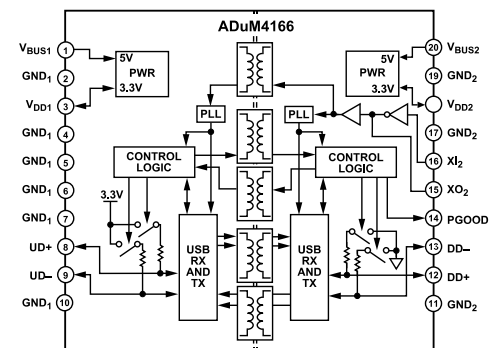 ADuM4166
VBUS1 1
GND1 2
VDD1 3
GND1 4
GND1 5
GND1 6
GND1 7
UD+ 8
UD– 9
GND1 10
5V
PWR
3.3V
PLL
CONTROL
LOGIC
3.3V
USB
RX
AND
TX
5V
PWR
3.3V
PLL
CONTROL
LOGIC
USB
RX
AND
TX
20 VBUS2
19 GND2
VDD2
17 GND2
16 XI2
15 XO2
14 PGOOD
13 DD–
12 DD+
11 GND2